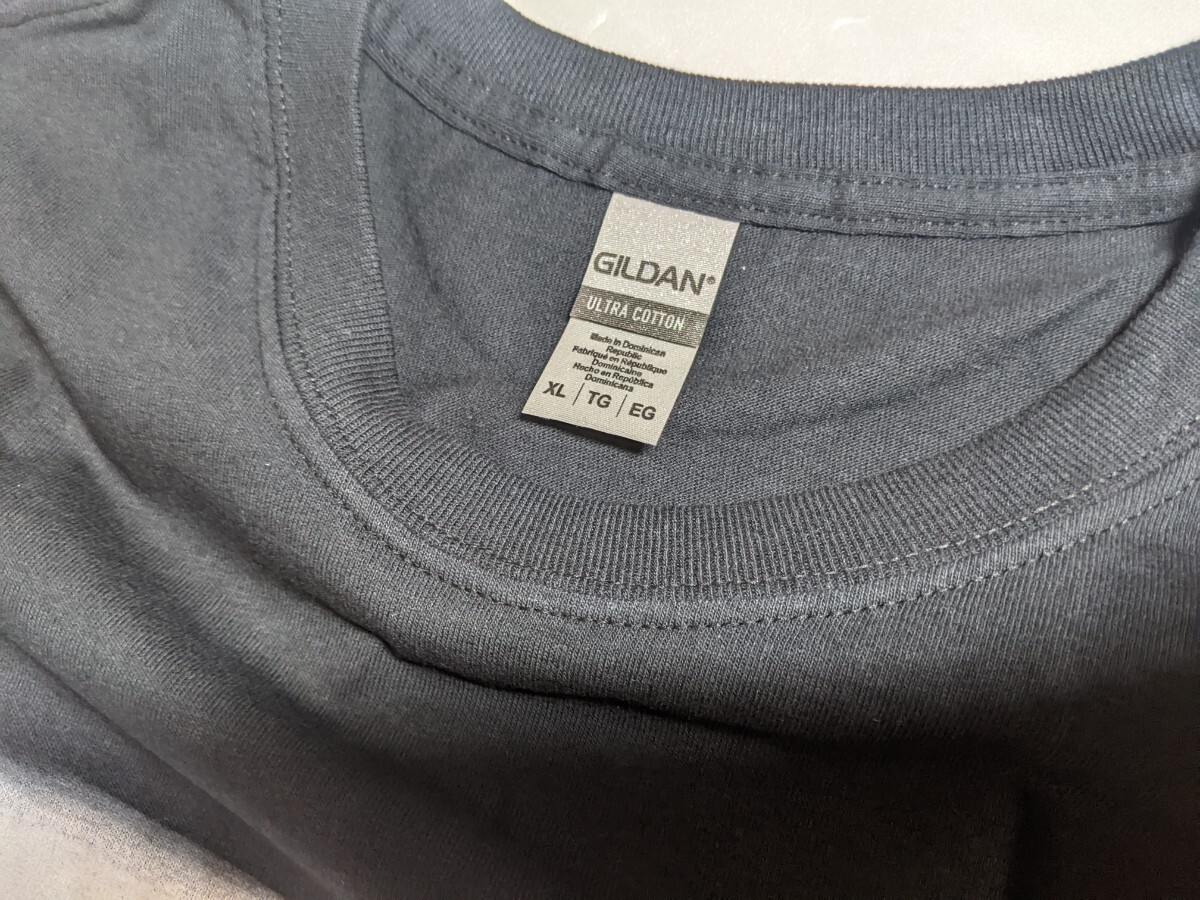 GILDAN®
ULTRA COTTON
Made in Dominican
Republic
Fabriqué en République
Dominicaine
Hecho en República
Dominicana
XL | TG | EG